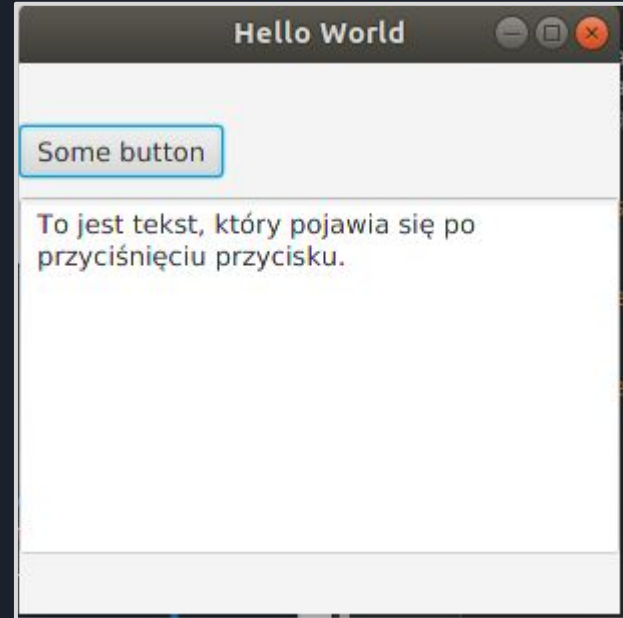 Hello World
Some button
To jest tekst, który pojawia się po
przyciśnięciu przycisku.